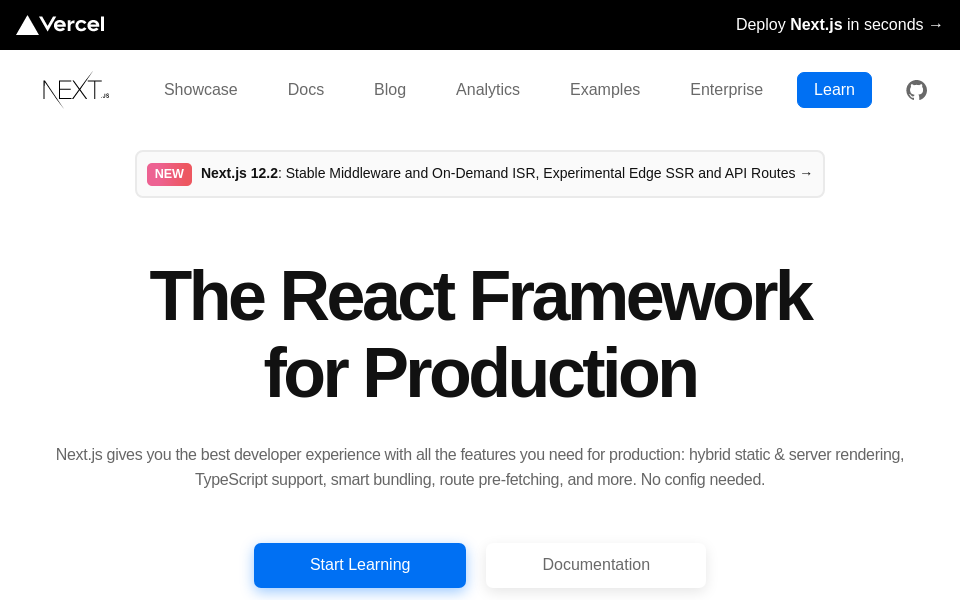 Vercel
Deploy Next.js in seconds →
NEXT.JS
Showcase
Docs
Blog
Analytics
Examples
Enterprise
Learn
NEW Next.js 12.2: Stable Middleware and On-Demand ISR, Experimental Edge SSR and API Routes →
The React Framework
for Production
Next.js gives you the best developer experience with all the features you need for production: hybrid static & server rendering,
TypeScript support, smart bundling, route pre-fetching, and more. No config needed.
Start Learning
Documentation